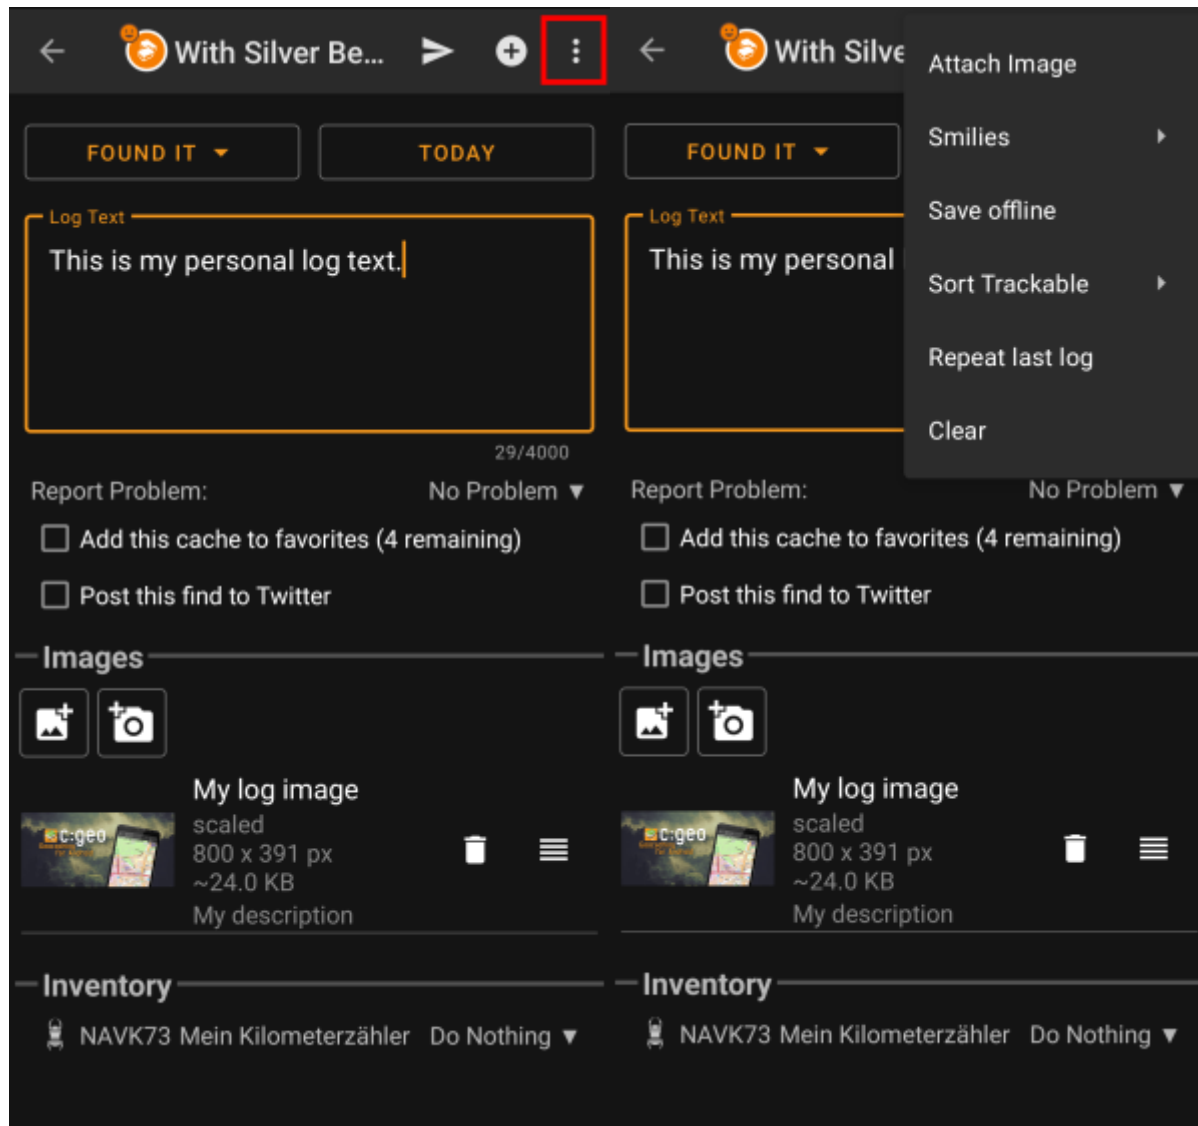 With Silver Be...
FOUND IT
TODAY
Log Text
This is my personal log text.
29/4000
Report Problem:
No Problem
Add this cache to favorites (4 remaining)
Post this find to Twitter
Images
My log image
scaled
800 x 391 px
~24.0 KB
My description
c:geo
Inventory
NAVK73 Mein Kilometerzähler
Do Nothing
With Silve
Attach Image
Smilies
Save offline
Sort Trackable
Repeat last log
Clear
FOUND IT
Log Text
This is my personal
Report Problem:
No Problem
Add this cache to favorites (4 remaining)
Post this find to Twitter
Images
My log image
scaled
800 x 391 px
~24.0 KB
My description
c:geo
Inventory
NAVK73 Mein Kilometerzähler
Do Nothing